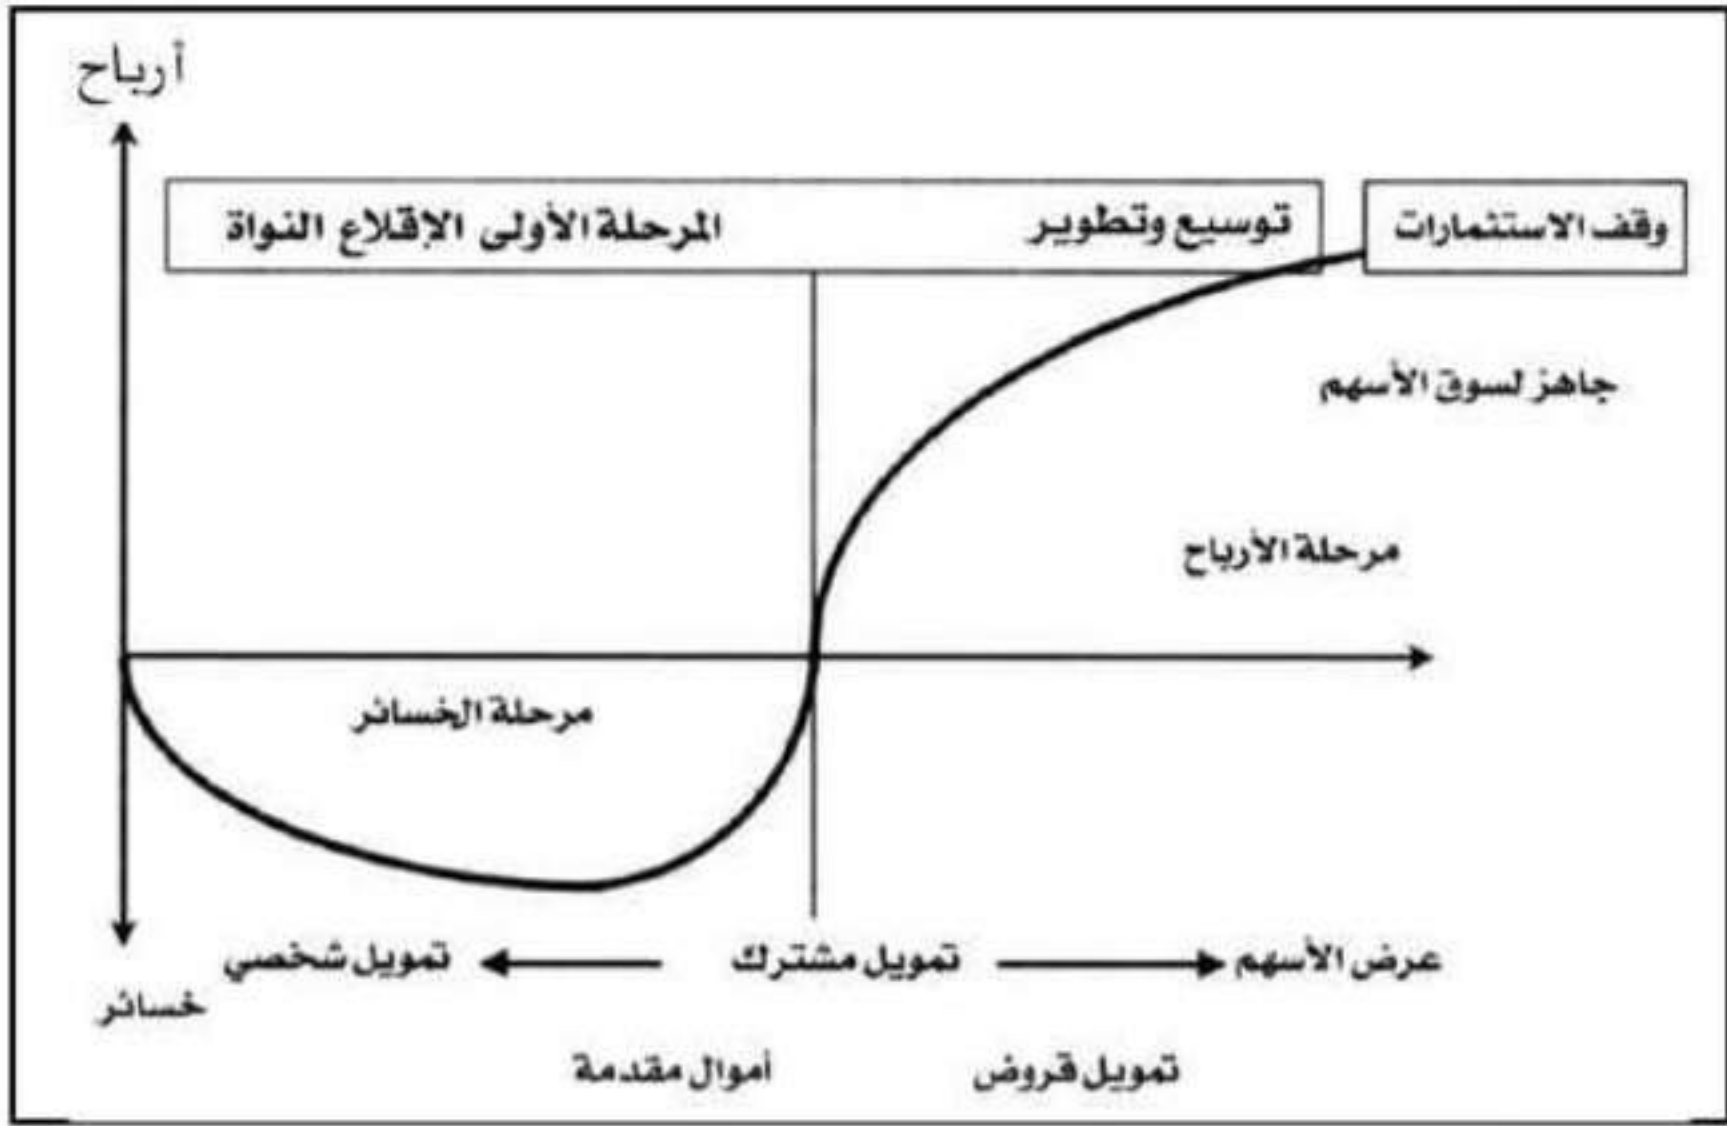 أرباح
المرحلة الأولى الإقلاع النواة
توسيع وتطوير
وقف الاستثمارات
جاهز لسوق الأسهم
مرحلة الأرباح
مرحلة الخسائر
تمويل شخصي
تمويل مشترك
عرض الأسهم
خسائر
أموال مقدمة
تمويل قروض